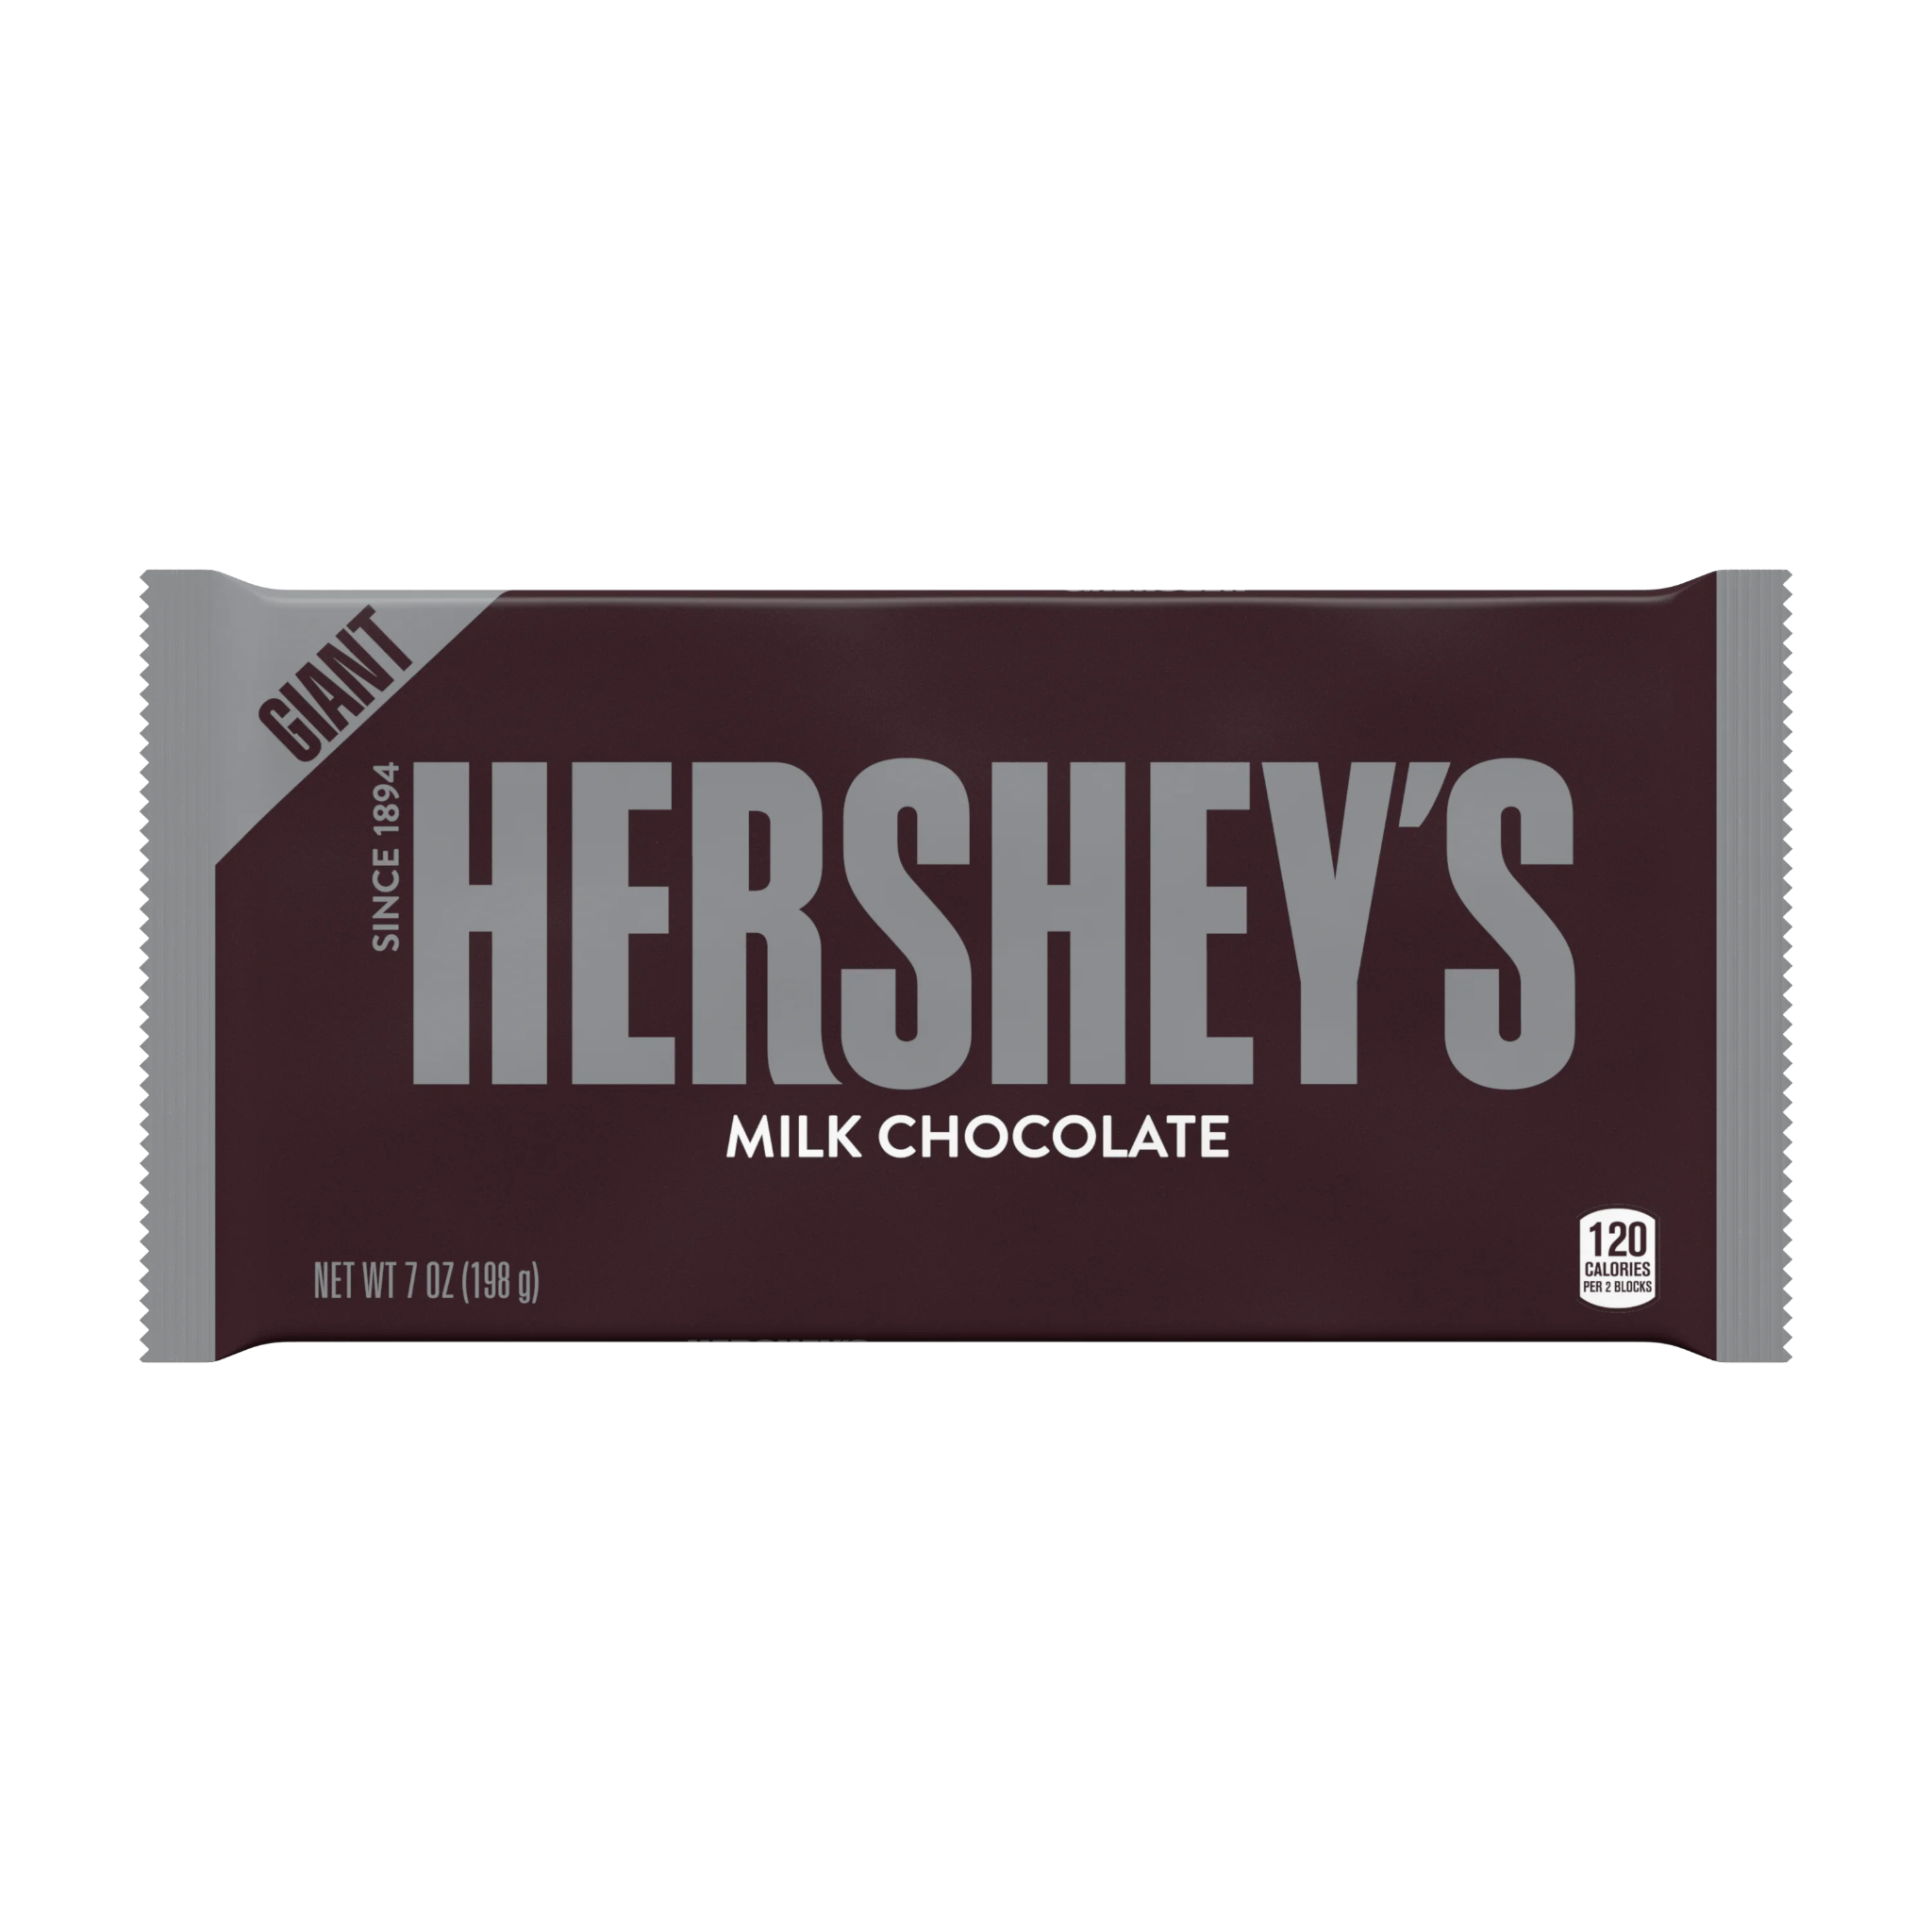 GIANT
SINCE 1894
HERSHEY'S
MILK CHOCOLATE
NET WT 7 OZ (198 g)
120
CALORIES
PER 2 BLOCKS